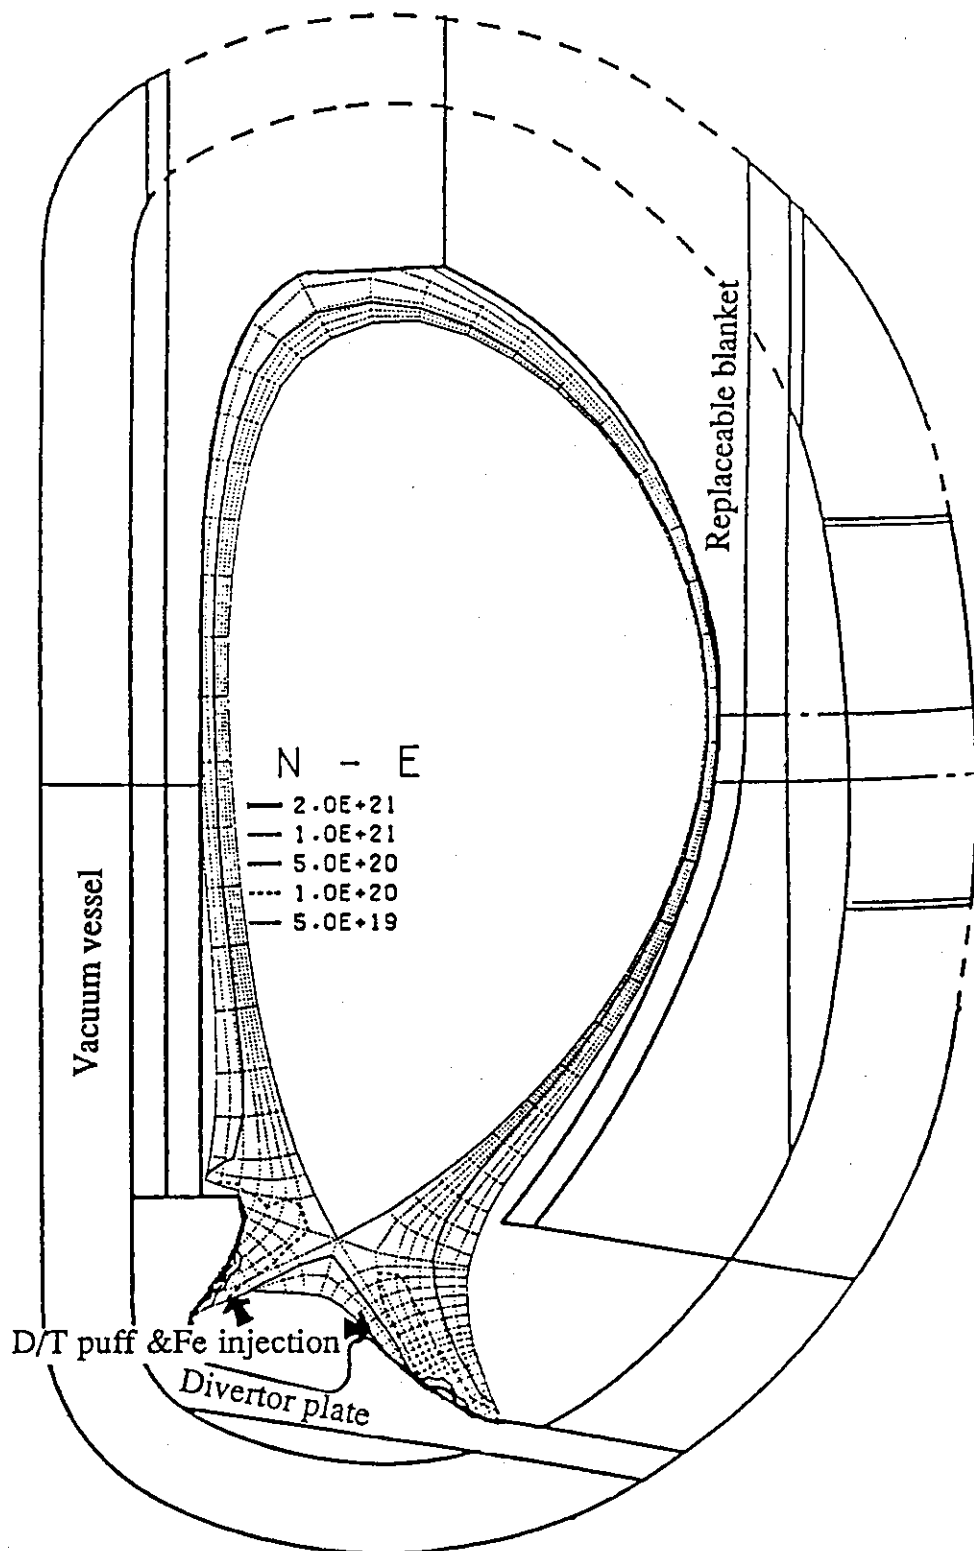 Replaceable blanket
N - E
2.0E+21
1.0E+21
5.0E+20
1.0E+20
5.0E+19
Vacuum vessel
D/T puff &Fe injection
Divertor plate